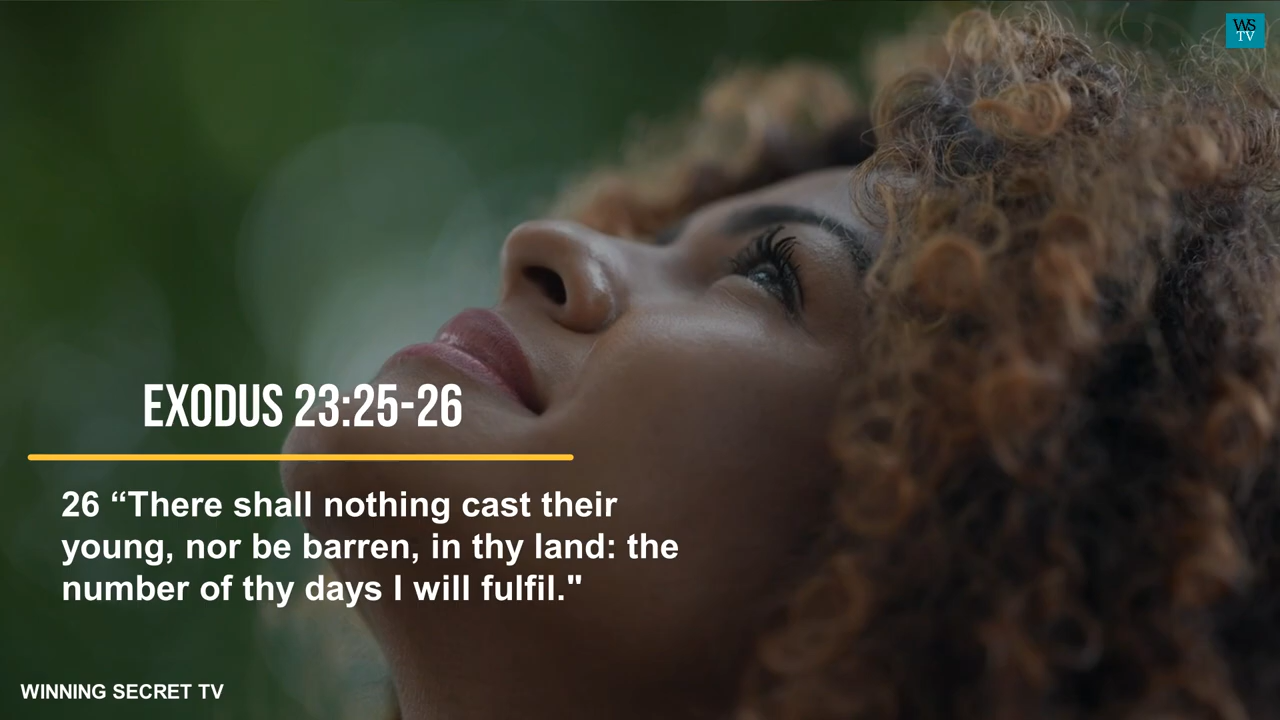 WS
TV
EXODUS 23:25-26
26 “There shall nothing cast their
young, nor be barren, in thy land: the
number of thy days I will fulfil."
WINNING SECRET TV